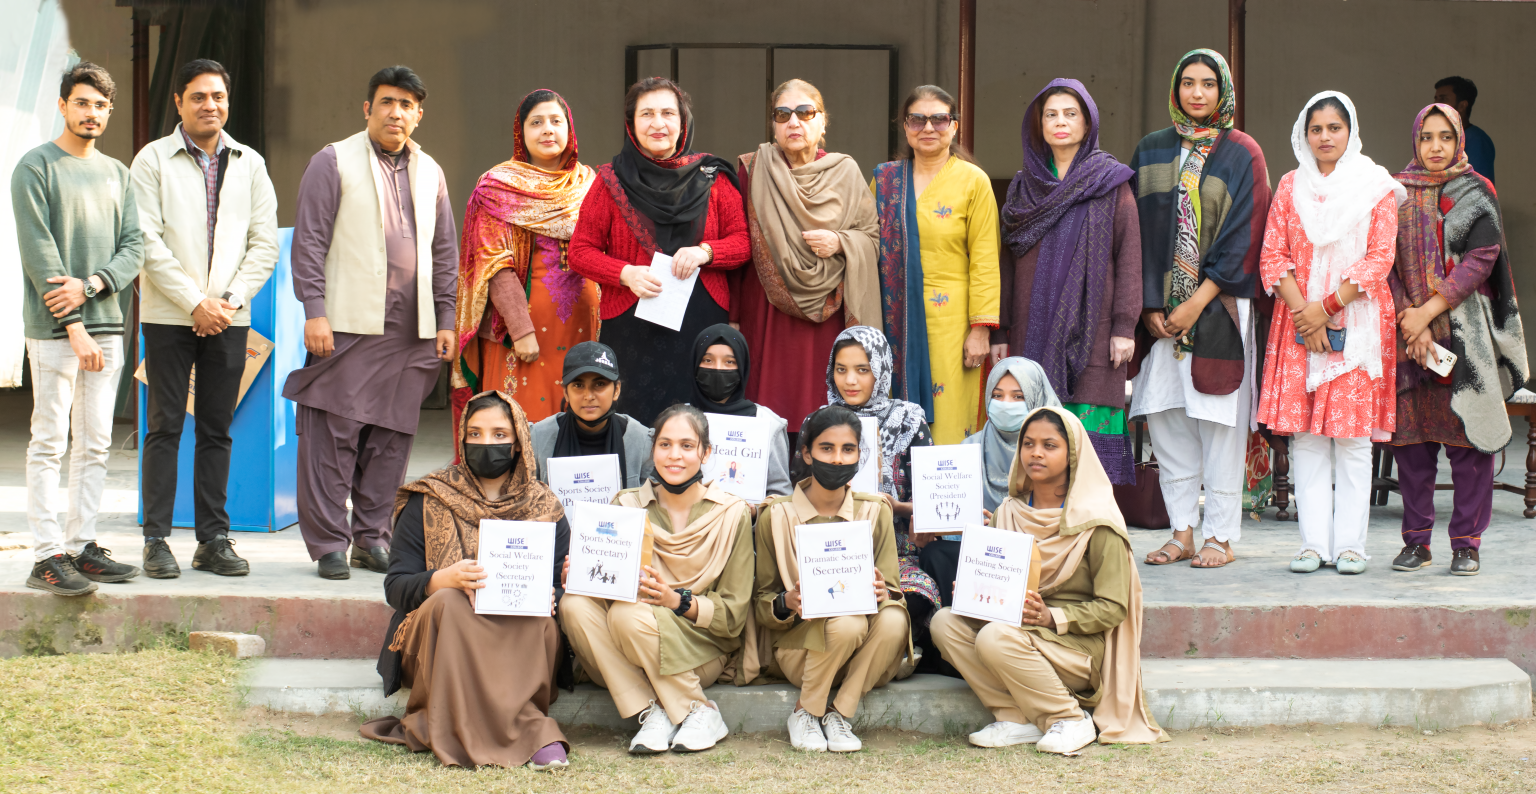 WISE
Head Girl
WISE
Sports Society
(President)
WISE
Social Welfare
Society
(President)
WISE
Social Welfare
Society
(Secretary)
WISE
Sports Society
(Secretary)
WISE
Dramatic Society
(Secretary)
WISE
Debating Society
(Secretary)